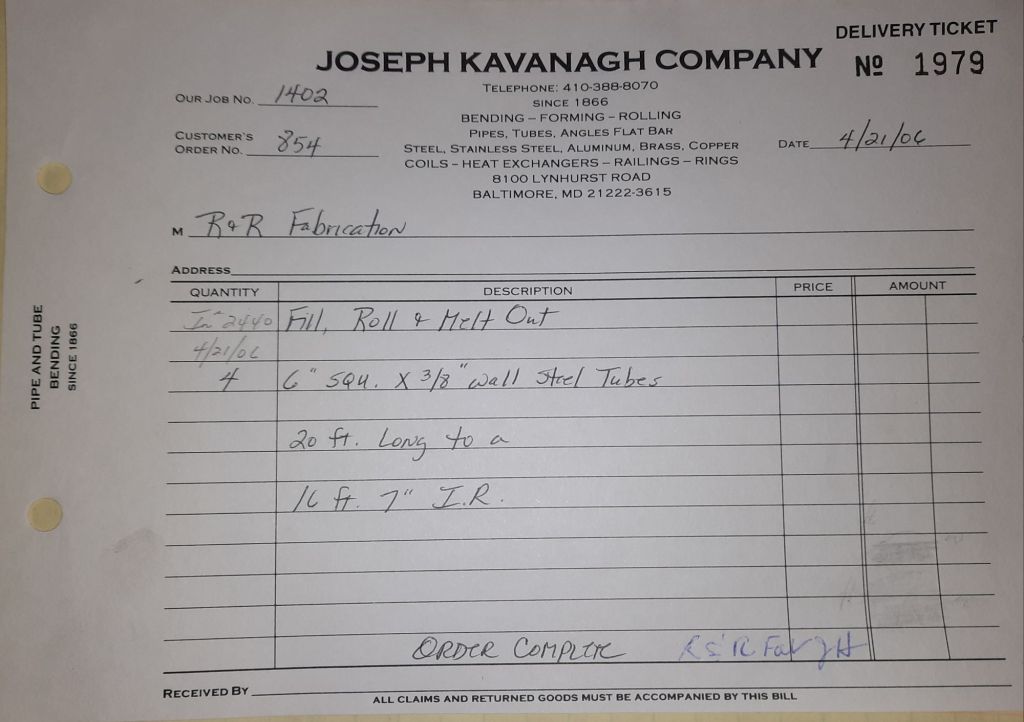 DELIVERY TICKET
JOSEPH KAVANAGH COMPANY
Nº 1979
TELEPHONE: 410-388-8070
SINCE 1866
BENDING – FORMING – ROLLING
PIPES, TUBES, ANGLES FLAT BAR
STEEL, STAINLESS STEEL, ALUMINUM, BRASS, COPPER
COILS – HEAT EXCHANGERS – RAILINGS – RINGS
8100 LYNHURST ROAD
BALTIMORE, MD 21222-3615
OUR JOB NO. 1402
CUSTOMER'S
ORDER NO. 854
DATE 4/21/06
M R & R Fabrication
ADDRESS
QUANTITY DESCRIPTION PRICE AMOUNT
2440 Fill, Roll & Melt Out
4/21/06
4 6" squ. x 3/8" wall Steel Tubes
20 ft. Long to a
16 ft. 7" I.R.
ORDER COMPLETE
RECEIVED BY
ALL CLAIMS AND RETURNED GOODS MUST BE ACCOMPANIED BY THIS BILL
PIPE AND TUBE
BENDING
SINCE 1866